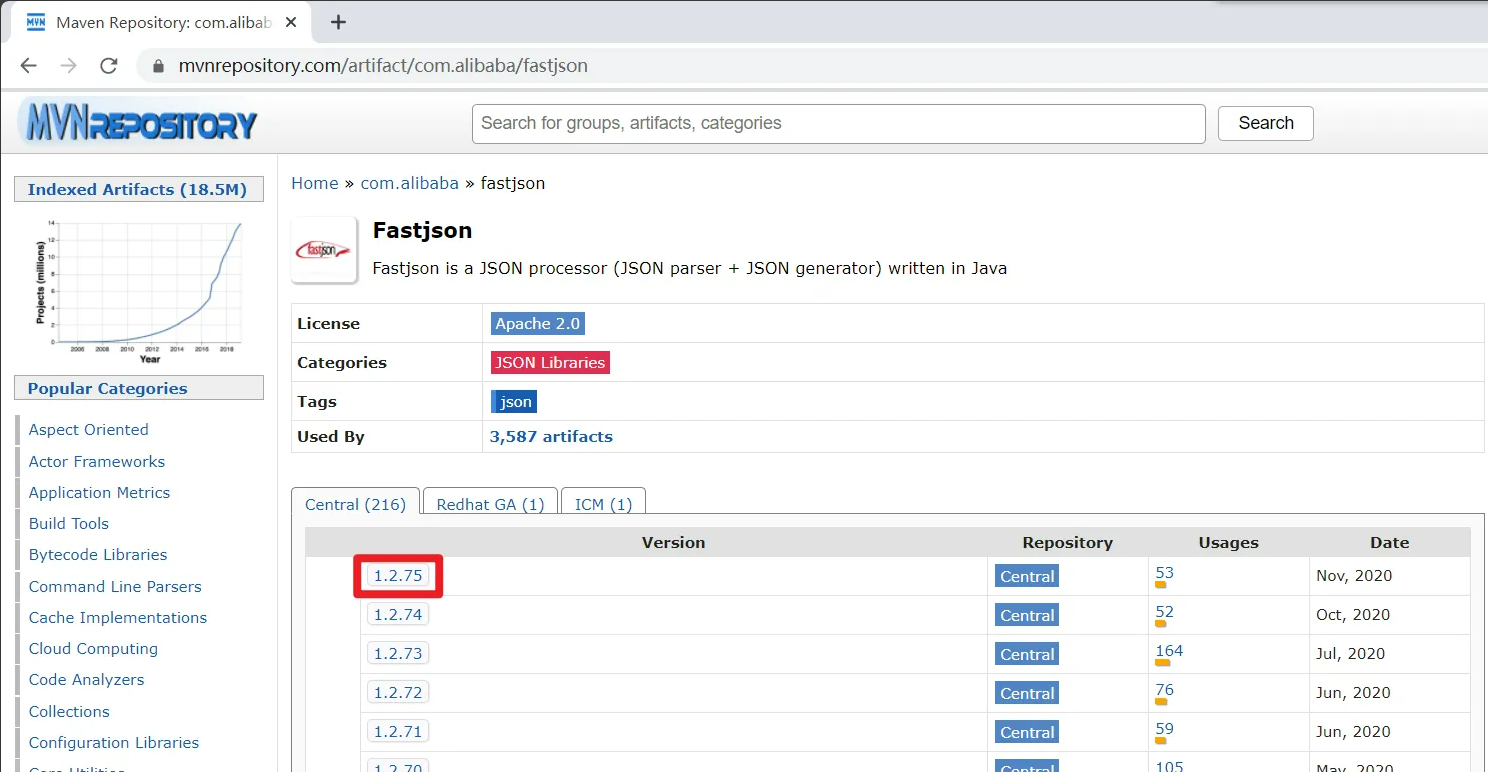 Maven Repository: com.alibab
mvnrepository.com/artifact/com.alibaba/fastjson
MVNREPOSITORY
Search for groups, artifacts, categories
Search
Indexed Artifacts (18.5M)
Projects (millions)
14
12
10
8
6
4
2
0
2006 2008 2010 2012 2014 2016 2018
Year
Popular Categories
Aspect Oriented
Actor Frameworks
Application Metrics
Build Tools
Bytecode Libraries
Command Line Parsers
Cache Implementations
Cloud Computing
Code Analyzers
Collections
Configuration Libraries
Home » com.alibaba » fastjson
fastjson
Fastjson
Fastjson is a JSON processor (JSON parser + JSON generator) written in Java
License Apache 2.0
Categories JSON Libraries
Tags json
Used By 3,587 artifacts
Central (216) Redhat GA (1) ICM (1)
Version Repository Usages Date
1.2.75 Central 53 Nov, 2020
1.2.74 Central 52 Oct, 2020
1.2.73 Central 164 Jul, 2020
1.2.72 Central 76 Jun, 2020
1.2.71 Central 59 Jun, 2020
1.2.70 Central 105 May, 2020